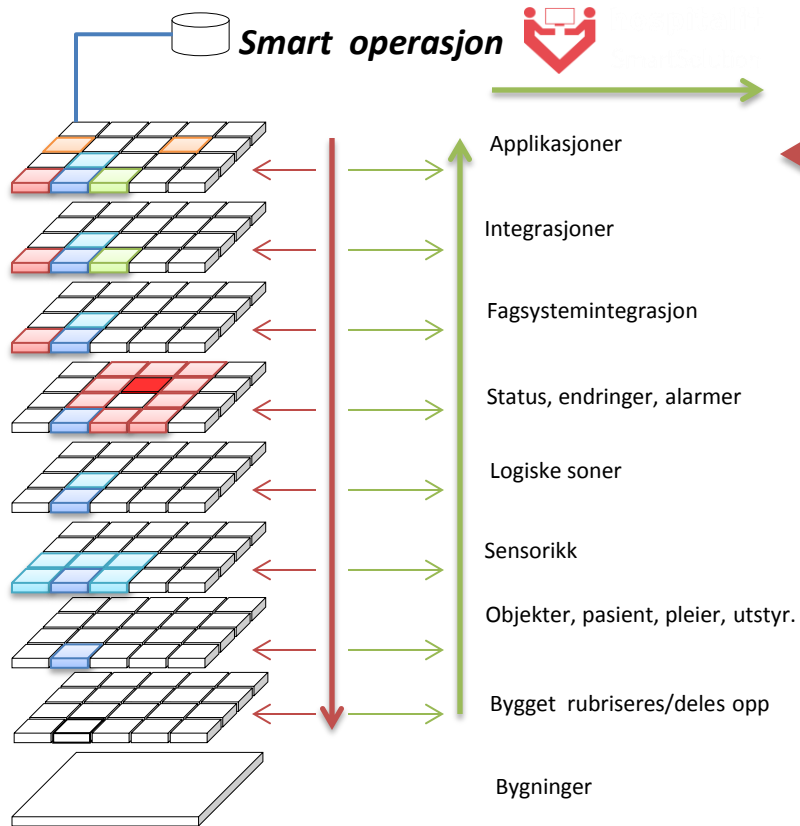 Smart operasjon
Applikasjoner
Integrasjoner
Fagsystemintegrasjon
Status, endringer, alarmer
Logiske soner
Sensorikk
Objekter, pasient, pleier, utstyr.
Bygget rubriseres/deles opp
Bygninger